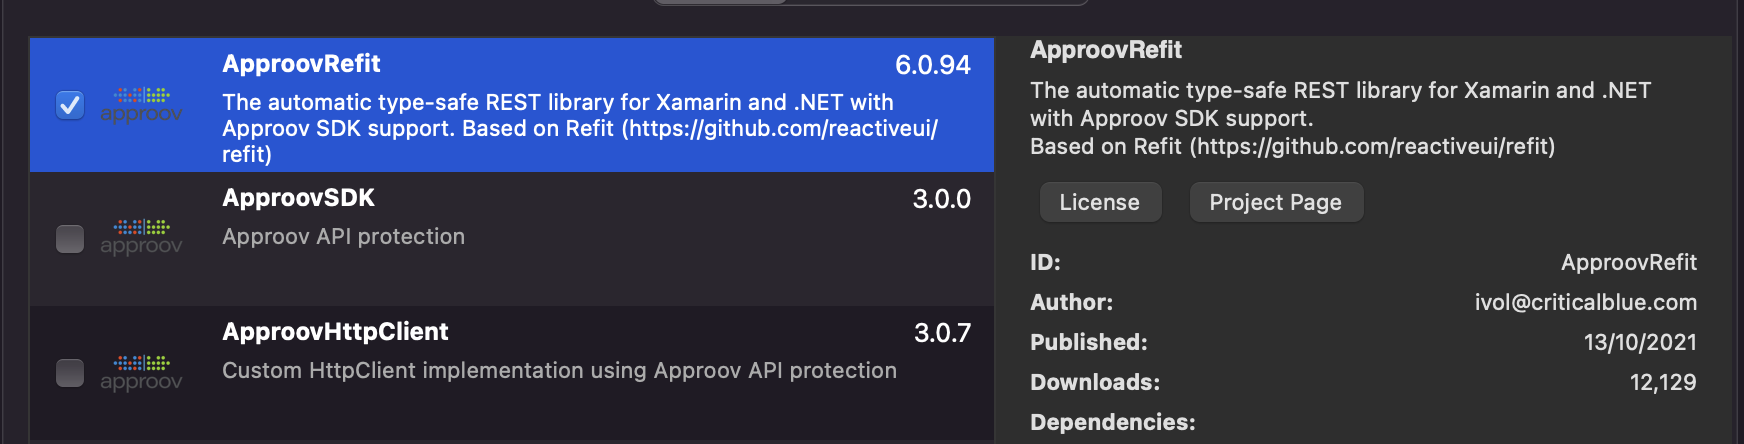 ApproovRefit
6.0.94
The automatic type-safe REST library for Xamarin and .NET with
Approov SDK support. Based on Refit (https://github.com/reactiveui/
refit)
approov
ApproovSDK
3.0.0
Approov API protection
approov
ApproovHttpClient
3.0.7
Custom HttpClient implementation using Approov API protection
approov
ApproovRefit
The automatic type-safe REST library for Xamarin and .NET
with Approov SDK support.
Based on Refit (https://github.com/reactiveui/refit)
License
Project Page
ID:
ApproovRefit
Author:
ivol@criticalblue.com
Published:
13/10/2021
Downloads:
12,129
Dependencies: